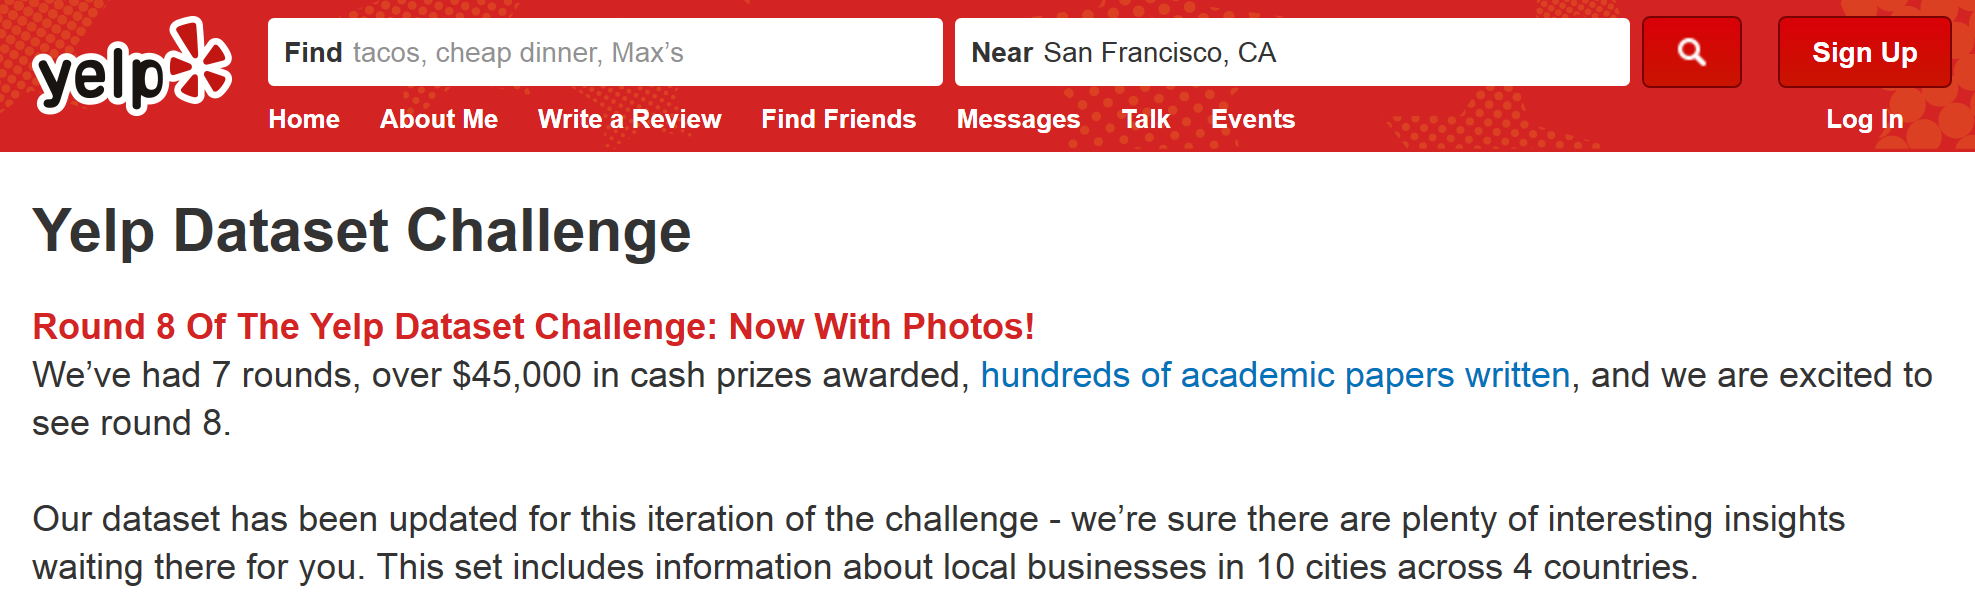 yelp
Find tacos, cheap dinner, Max’s
Near San Francisco, CA
Sign Up
Home About Me Write a Review Find Friends Messages Talk Events Log In
Yelp Dataset Challenge
Round 8 Of The Yelp Dataset Challenge: Now With Photos!
We’ve had 7 rounds, over $45,000 in cash prizes awarded, hundreds of academic papers written, and we are excited to
see round 8.
Our dataset has been updated for this iteration of the challenge - we’re sure there are plenty of interesting insights
waiting there for you. This set includes information about local businesses in 10 cities across 4 countries.